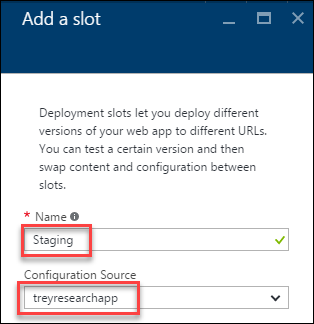 Add a slot
Deployment slots let you deploy different
versions of your web app to different URLs.
You can test a certain version and then
swap content and configuration between
slots.
* Name
Staging
Configuration Source
treyresearchapp